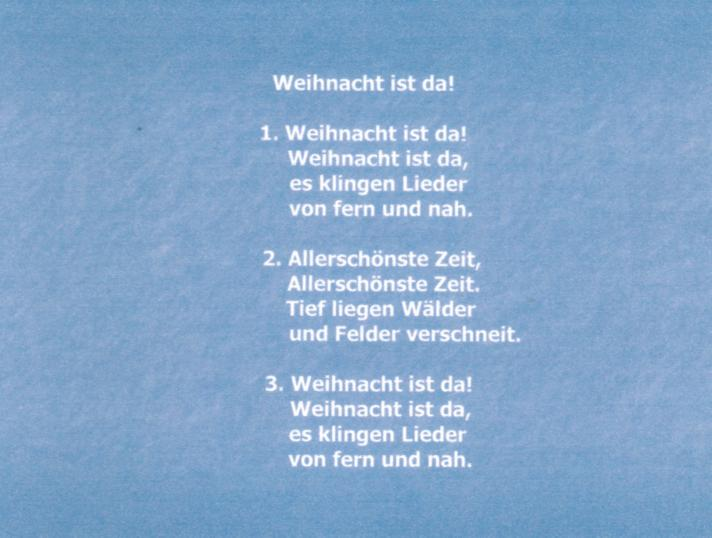 Weihnacht ist da!
1. Weihnacht ist da!
Weihnacht ist da,
es klingen Lieder
von fern und nah.
2. Allerschönste Zeit,
Allerschönste Zeit.
Tief liegen Wälder
und Felder verschneit.
3. Weihnacht ist da!
Weihnacht ist da,
es klingen Lieder
von fern und nah.